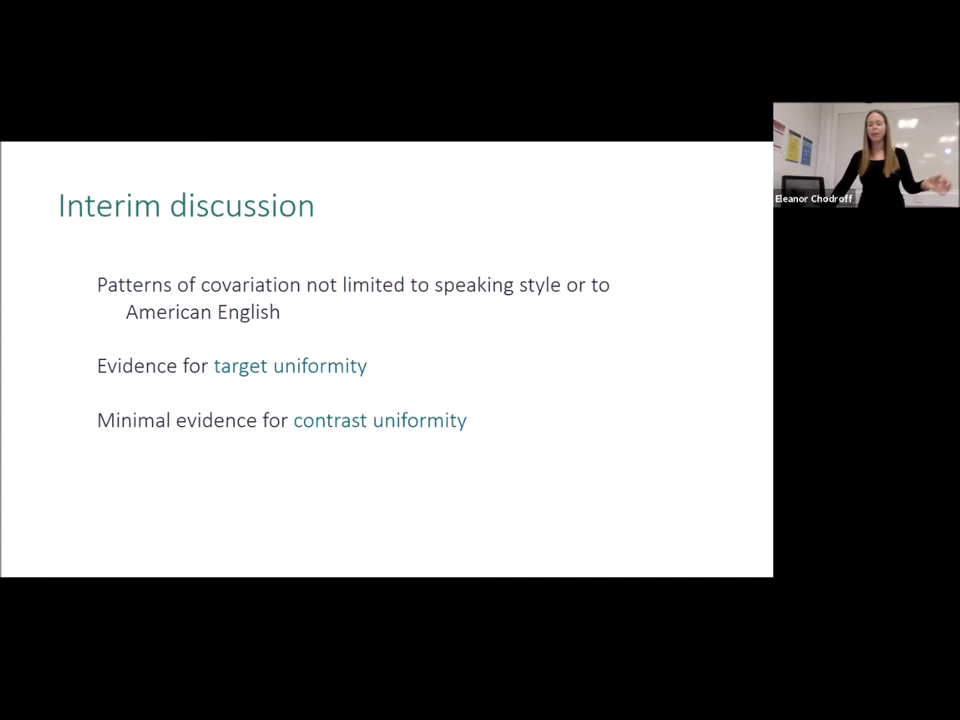 Interim discussion
Patterns of covariation not limited to speaking style or to
American English
Evidence for target uniformity
Minimal evidence for contrast uniformity
Eleanor Chodroff